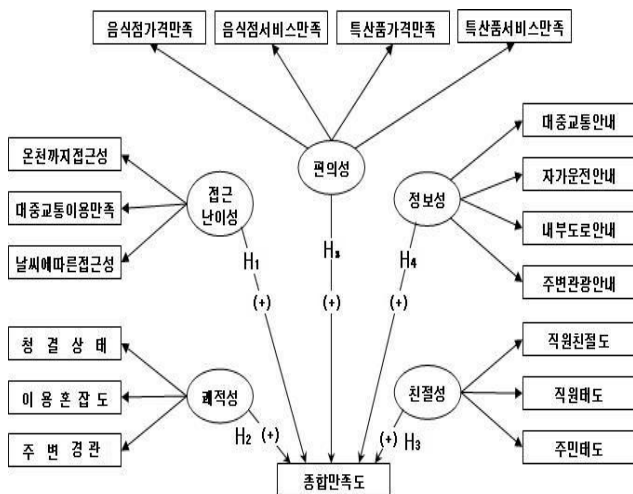 음식점가격만족
음식점서비스만족
특산품가격만족
특산품서비스만족
온천까지접근성
대중교통이용만족
날씨에따른접근성
접근
난이성
편의성
정보성
대중교통안내
자가운전안내
내부도로안내
주변관광안내
H₁
(+)
H₃
(+)
H₄
(+)
청 결 상 태
이 용 혼 잡 도
주 변 경 관
쾌적성
H₂ (+)
친절성
(+) H₃
직원친절도
직원태도
주민태도
종합만족도